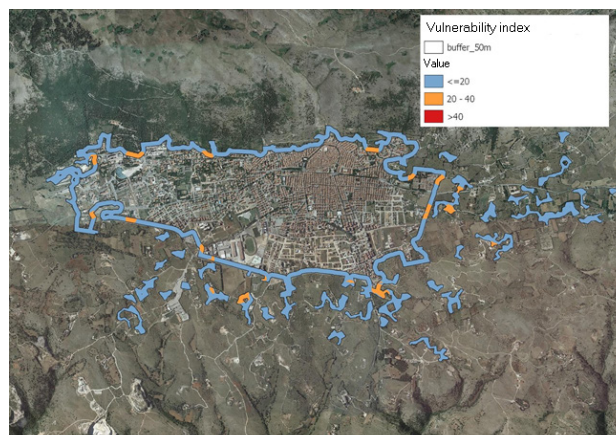 Vulnerability index
buffer_50m
Value
<=20
20 - 40
>40